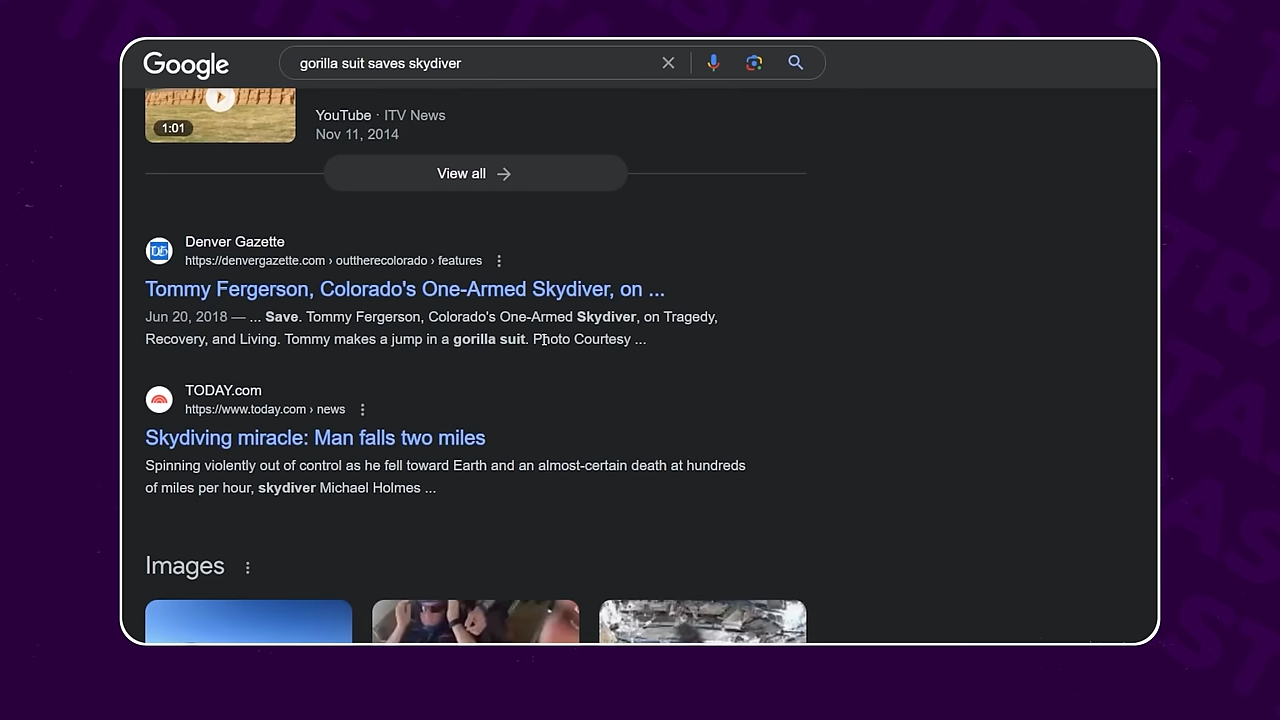 Google
gorilla suit saves skydiver
1:01
YouTube · ITV News
Nov 11, 2014
View all
Denver Gazette
https://denvergazette.com › outtherecolorado › features
Tommy Fergerson, Colorado's One-Armed Skydiver, on ...
Jun 20, 2018 — ... Save. Tommy Fergerson, Colorado's One-Armed Skydiver, on Tragedy,
Recovery, and Living. Tommy makes a jump in a gorilla suit. Photo Courtesy ...
TODAY.com
https://www.today.com › news
Skydiving miracle: Man falls two miles
Spinning violently out of control as he fell toward Earth and an almost-certain death at hundreds
of miles per hour, skydiver Michael Holmes ...
Images